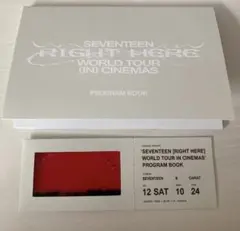 SEVENTEEN
RIGHT HERE
WORLD TOUR
[IN] CINEMAS
PROGRAM BOOK
'SEVENTEEN [RIGHT HERE]
WORLD TOUR IN CINEMAS'
PROGRAM BOOK
SEVENTEEN X CARAT
12 SAT 10 24